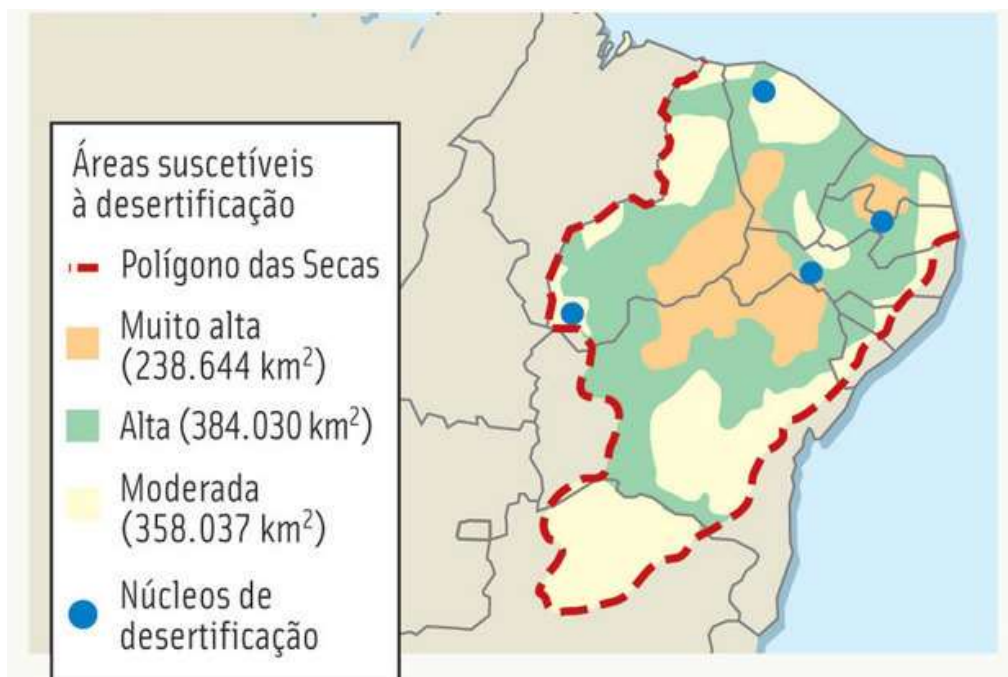 Áreas suscetíveis
à desertificação
Polígono das Secas
Muito alta
(238.644 km²)
Alta (384.030 km²)
Moderada
(358.037 km²)
Núcleos de
desertificação